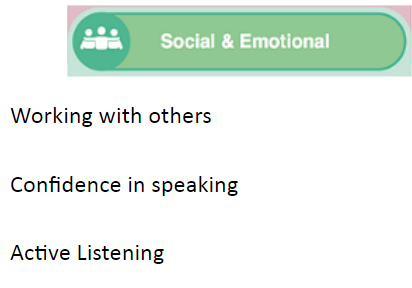 Social & Emotional
Working with others
Confidence in speaking
Active Listening